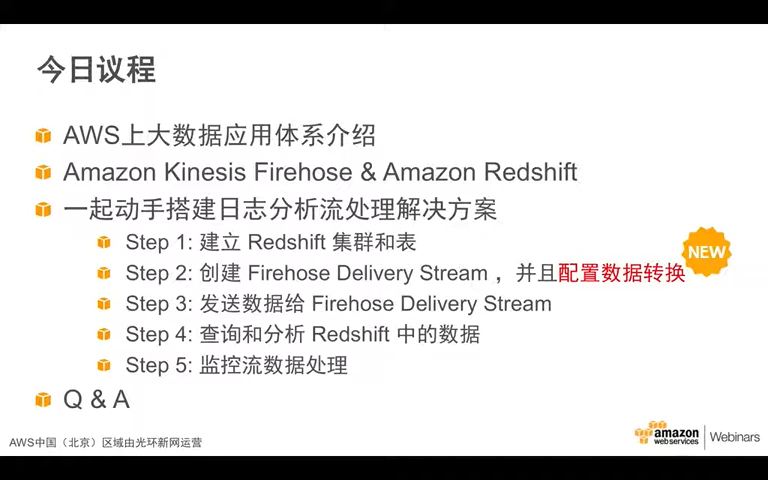 今日议程
AWS上大数据应用体系介绍
Amazon Kinesis Firehose & Amazon Redshift
一起动手搭建日志分析流处理解决方案
Step 1: 建立 Redshift 集群和表
Step 2: 创建 Firehose Delivery Stream ，并且配置数据转换
NEW
Step 3: 发送数据给 Firehose Delivery Stream
Step 4: 查询和分析 Redshift 中的数据
Step 5: 监控流数据处理
Q & A
AWS中国（北京）区域由光环新网运营
amazon
web services
Webinars